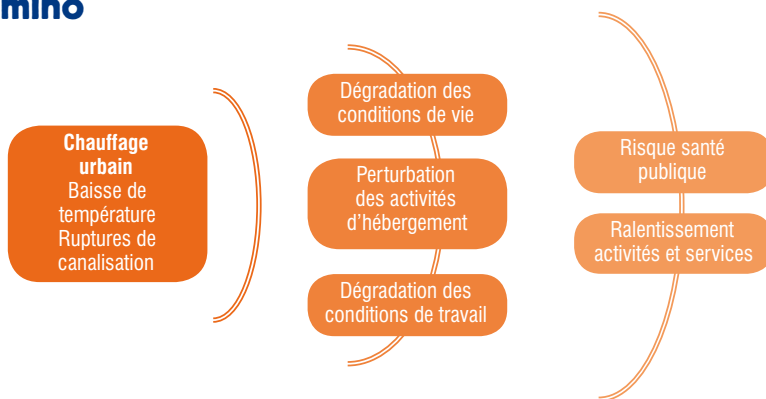 mino
Chauffage
urbain
Baisse de
température
Ruptures de
canalisation
Dégradation des
conditions de vie
Perturbation
des activités
d’hébergement
Dégradation des
conditions de travail
Risque santé
publique
Ralentissement
activités et services